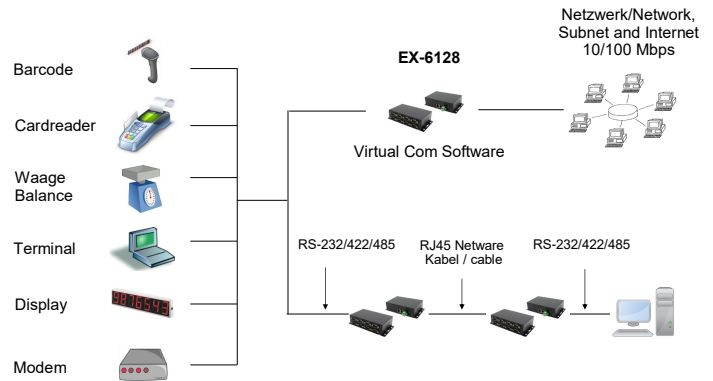 Netzwerk/Network,
Subnet and Internet
10/100 Mbps
EX-6128
Virtual Com Software
Barcode
Cardreader
Waage
Balance
Terminal
Display
9876543
Modem
RS-232/422/485
RJ45 Netware
Kabel / cable
RS-232/422/485